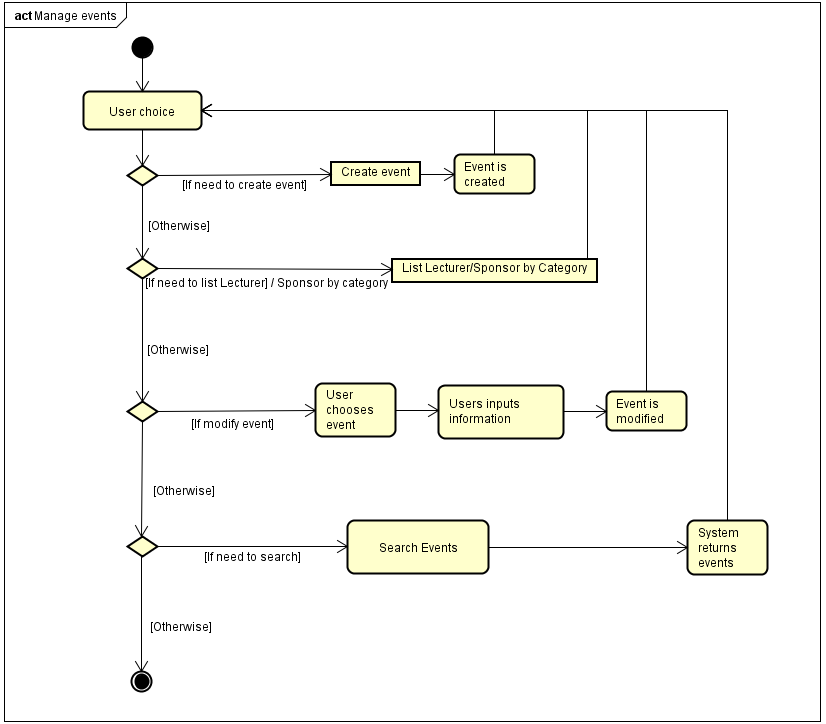 act Manage events
User choice
Create event
Event is
created
[If need to create event]
[Otherwise]
List Lecturer/Sponsor by Category
[If need to list Lecturer] / Sponsor by category
[Otherwise]
User
chooses
event
Users inputs
information
Event is
modified
[If modify event]
[Otherwise]
Search Events
System
returns
events
[If need to search]
[Otherwise]